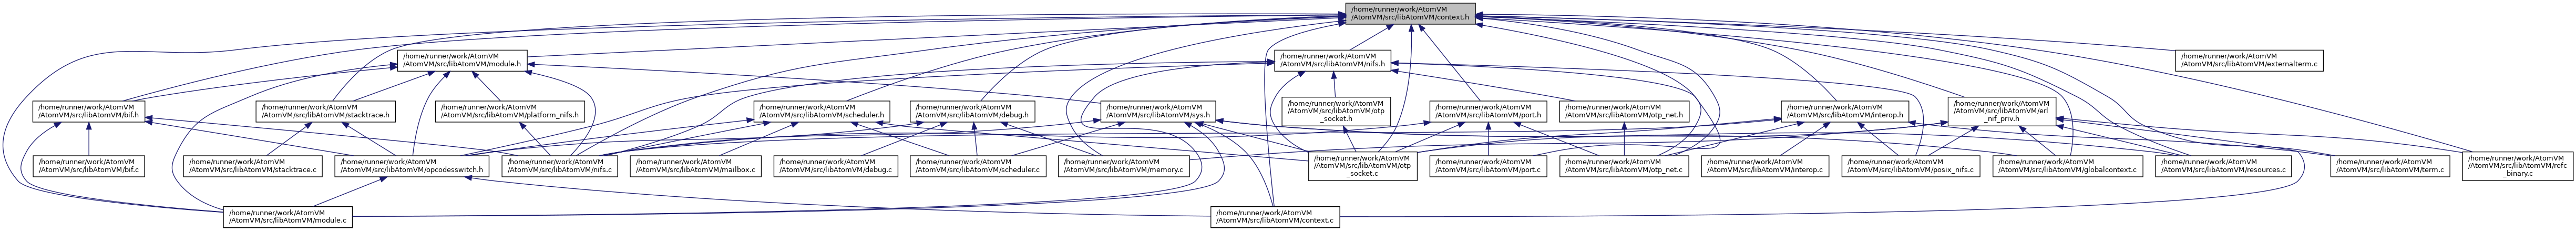 /home/runner/work/AtomVM
/AtomVM/src/libAtomVM/context.h
/home/runner/work/AtomVM
/AtomVM/src/libAtomVM/module.h
/home/runner/work/AtomVM
/AtomVM/src/libAtomVM/nifs.h
/home/runner/work/AtomVM
/AtomVM/src/libAtomVM/externalterm.c
/home/runner/work/AtomVM
/AtomVM/src/libAtomVM/bif.h
/home/runner/work/AtomVM
/AtomVM/src/libAtomVM/stacktrace.h
/home/runner/work/AtomVM
/AtomVM/src/libAtomVM/platform_nifs.h
/home/runner/work/AtomVM
/AtomVM/src/libAtomVM/scheduler.h
/home/runner/work/AtomVM
/AtomVM/src/libAtomVM/debug.h
/home/runner/work/AtomVM
/AtomVM/src/libAtomVM/sys.h
/home/runner/work/AtomVM
/AtomVM/src/libAtomVM/otp
_socket.h
/home/runner/work/AtomVM
/AtomVM/src/libAtomVM/port.h
/home/runner/work/AtomVM
/AtomVM/src/libAtomVM/otp_net.h
/home/runner/work/AtomVM
/AtomVM/src/libAtomVM/interop.h
/home/runner/work/AtomVM
/AtomVM/src/libAtomVM/erl
_nif_priv.h
/home/runner/work/AtomVM
/AtomVM/src/libAtomVM/bif.c
/home/runner/work/AtomVM
/AtomVM/src/libAtomVM/stacktrace.c
/home/runner/work/AtomVM
/AtomVM/src/libAtomVM/opcodesswitch.h
/home/runner/work/AtomVM
/AtomVM/src/libAtomVM/nifs.c
/home/runner/work/AtomVM
/AtomVM/src/libAtomVM/mailbox.c
/home/runner/work/AtomVM
/AtomVM/src/libAtomVM/debug.c
/home/runner/work/AtomVM
/AtomVM/src/libAtomVM/scheduler.c
/home/runner/work/AtomVM
/AtomVM/src/libAtomVM/memory.c
/home/runner/work/AtomVM
/AtomVM/src/libAtomVM/otp
_socket.c
/home/runner/work/AtomVM
/AtomVM/src/libAtomVM/port.c
/home/runner/work/AtomVM
/AtomVM/src/libAtomVM/otp_net.c
/home/runner/work/AtomVM
/AtomVM/src/libAtomVM/interop.c
/home/runner/work/AtomVM
/AtomVM/src/libAtomVM/posix_nifs.c
/home/runner/work/AtomVM
/AtomVM/src/libAtomVM/globalcontext.c
/home/runner/work/AtomVM
/AtomVM/src/libAtomVM/resources.c
/home/runner/work/AtomVM
/AtomVM/src/libAtomVM/term.c
/home/runner/work/AtomVM
/AtomVM/src/libAtomVM/refc
_binary.c
/home/runner/work/AtomVM
/AtomVM/src/libAtomVM/module.c
/home/runner/work/AtomVM
/AtomVM/src/libAtomVM/context.c